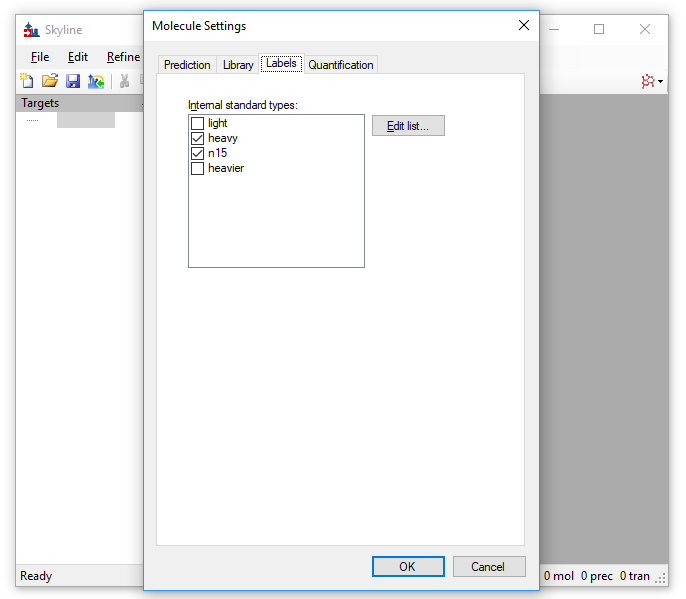 Skyline
File Edit Refine
Targets
Molecule Settings
Prediction Library Labels Quantification
Internal standard types:
light
heavy
n15
heavier
Edit list...
OK Cancel
Ready
0 mol 0 prec 0 tran